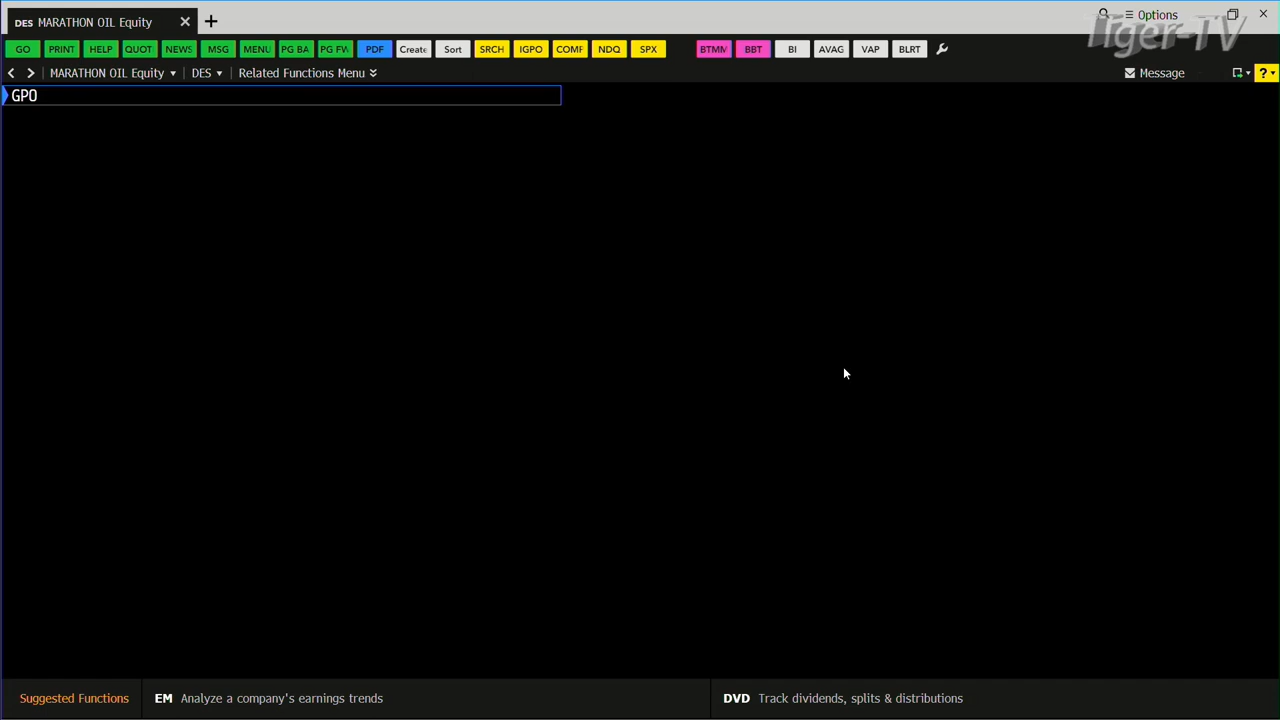 DES MARATHON OIL Equity
Options
Tiger-TV
GO PRINT HELP QUOT NEWS MSG MENU PG BA PG FW PDF Create Sort SRCH IGPO COMF NDQ SPX BTMM BBT BI AVAG VAP BLRT
MARATHON OIL Equity DES Related Functions Menu Message ?
GPO
Suggested Functions EM Analyze a company's earnings trends DVD Track dividends, splits & distributions